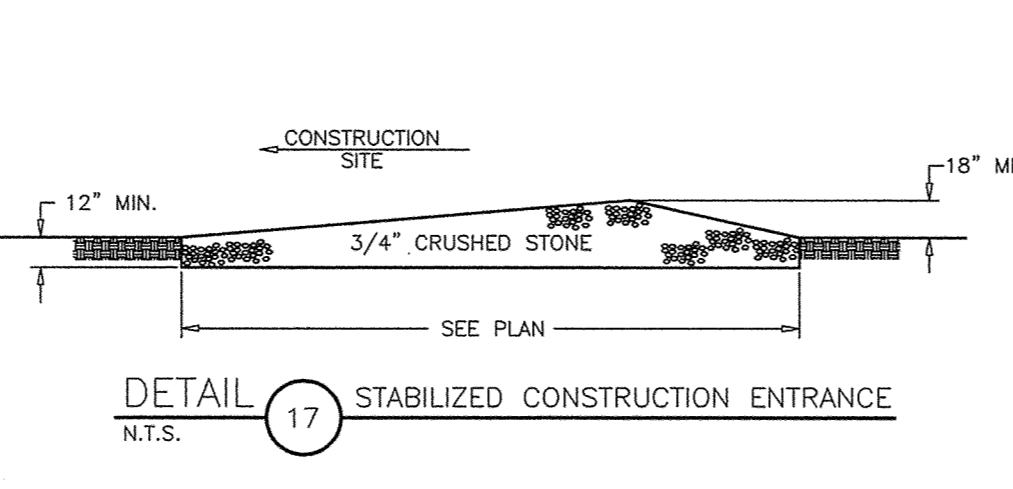 CONSTRUCTION
SITE
18" MI
12" MIN.
3/4" CRUSHED STONE
SEE PLAN
DETAIL 17 STABILIZED CONSTRUCTION ENTRANCE
N.T.S.